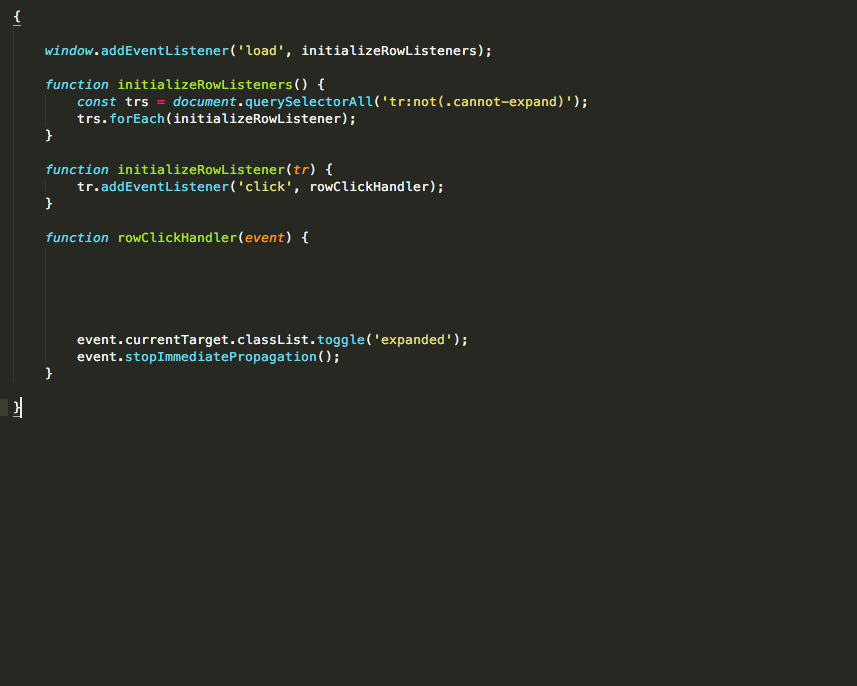 {
    window.addEventListener('load', initializeRowListeners);
    function initializeRowListeners() {
        const trs = document.querySelectorAll('tr:not(.cannot-expand)');
        trs.forEach(initializeRowListener);
    }
    function initializeRowListener(tr) {
        tr.addEventListener('click', rowClickHandler);
    }
    function rowClickHandler(event) {
        event.currentTarget.classList.toggle('expanded');
        event.stopImmediatePropagation();
    }
}